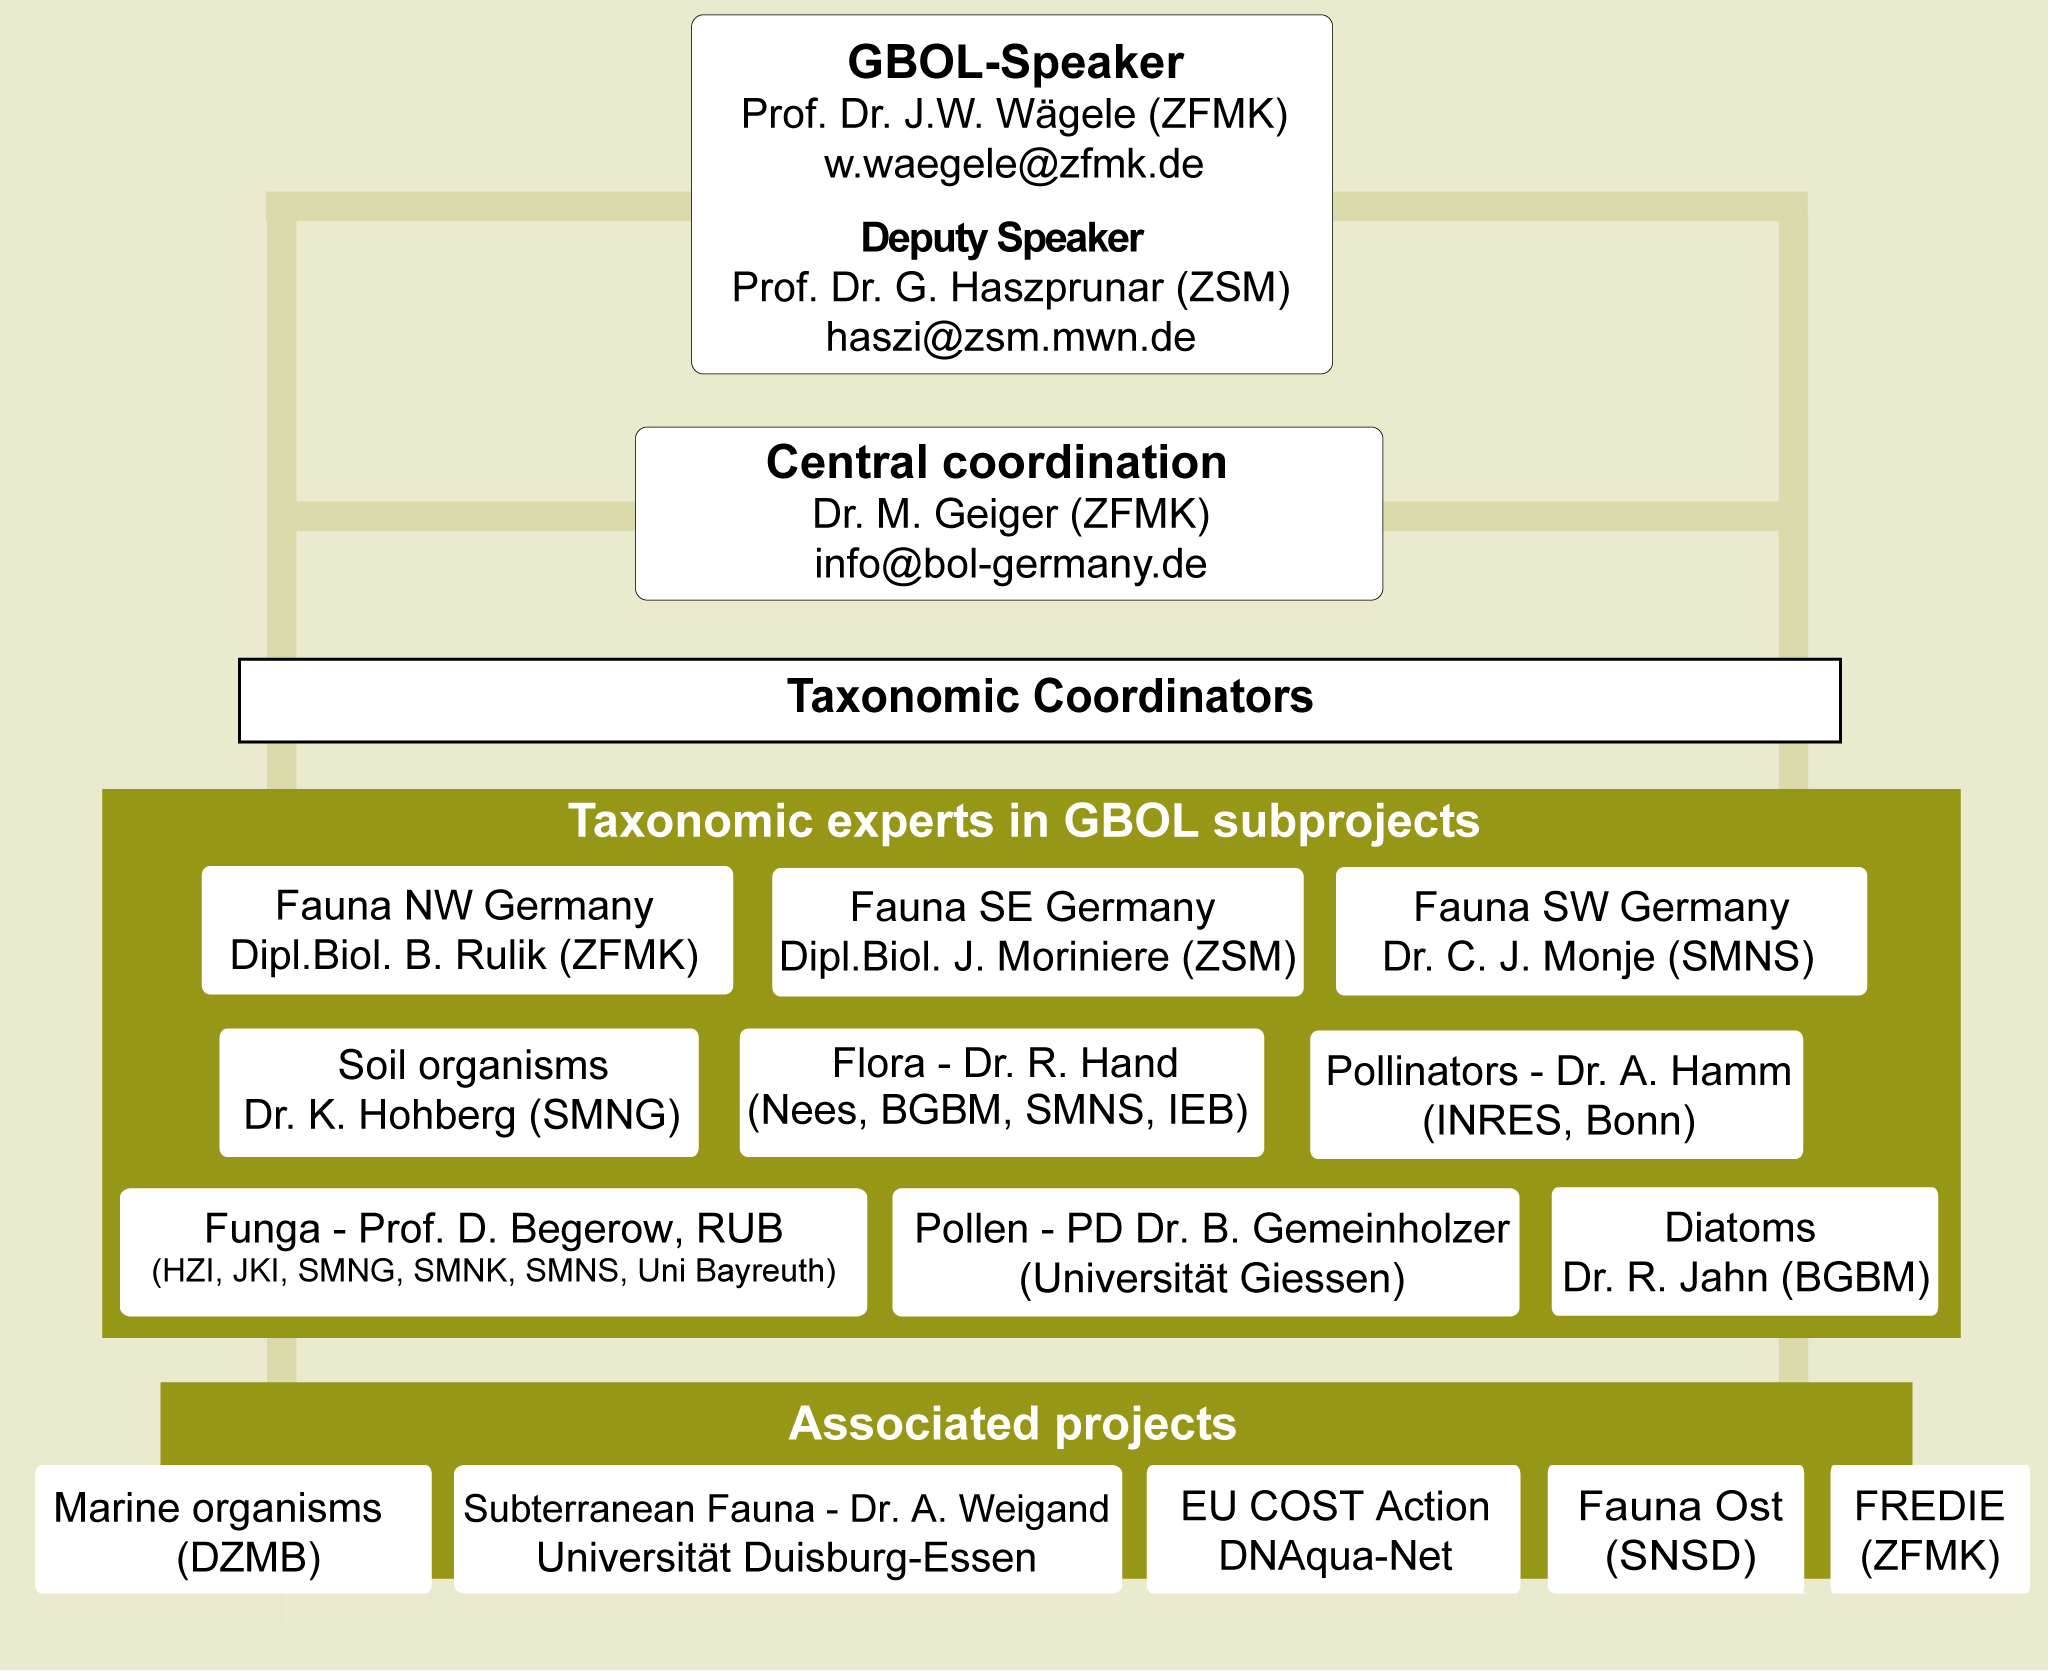 GBOL-Speaker
Prof. Dr. J.W. Wägele (ZFMK)
w.waegele@zfmk.de
Deputy Speaker
Prof. Dr. G. Haszprunar (ZSM)
haszi@zsm.mwn.de
Central coordination
Dr. M. Geiger (ZFMK)
info@bol-germany.de
Taxonomic Coordinators
Taxonomic experts in GBOL subprojects
Fauna NW Germany
Dipl.Biol. B. Rulik (ZFMK)
Fauna SE Germany
Dipl.Biol. J. Moriniere (ZSM)
Fauna SW Germany
Dr. C. J. Monje (SMNS)
Soil organisms
Dr. K. Hohberg (SMNG)
Flora - Dr. R. Hand
(Nees, BGBM, SMNS, IEB)
Pollinators - Dr. A. Hamm
(INRES, Bonn)
Funga - Prof. D. Begerow, RUB
(HZI, JKI, SMNG, SMNK, SMNS, Uni Bayreuth)
Pollen - PD Dr. B. Gemeinholzer
(Universität Giessen)
Diatoms
Dr. R. Jahn (BGBM)
Associated projects
Marine organisms
(DZMB)
Subterranean Fauna - Dr. A. Weigand
Universität Duisburg-Essen
EU COST Action
DNAqua-Net
Fauna Ost
(SNSD)
FREDIE
(ZFMK)